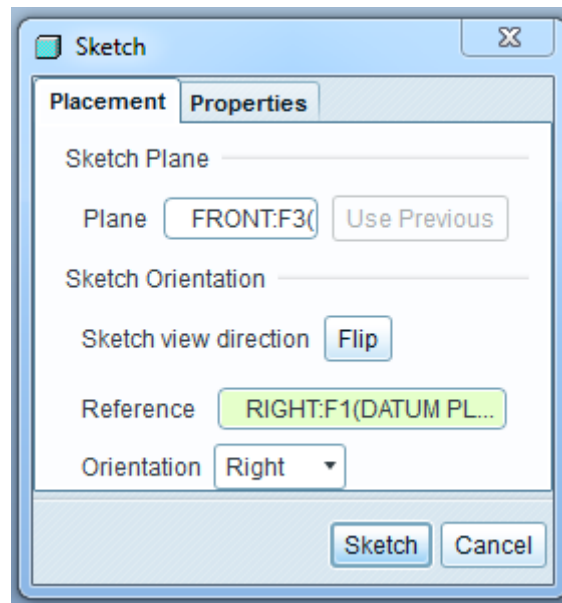 Sketch
Placement Properties
Sketch Plane
Plane FRONT:F3( Use Previous
Sketch Orientation
Sketch view direction Flip
Reference RIGHT:F1(DATUM PL...
Orientation Right
Sketch Cancel